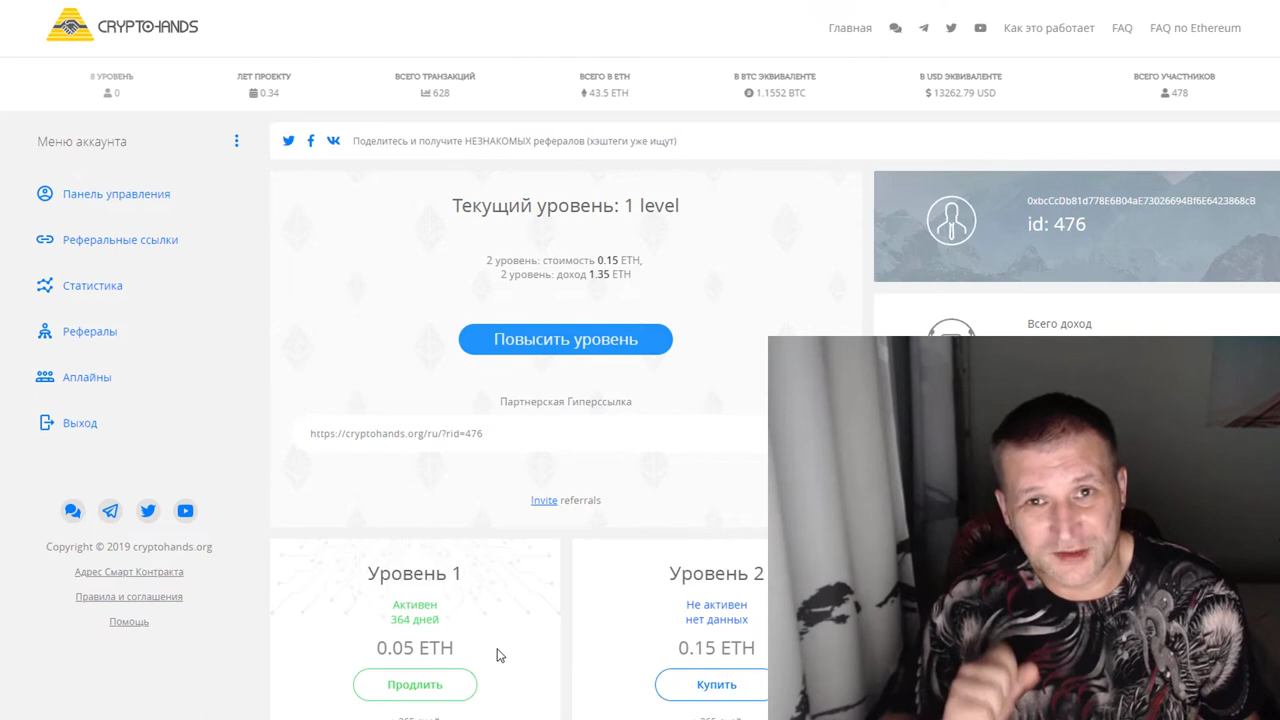 CRYPTOHANDS
Главная
Как это работает
FAQ
FAQ по Ethereum
8 УРОВЕНЬ
0
ЛЕТ ПРОЕКТУ
0.34
ВСЕГО ТРАНЗАКЦИЙ
628
ВСЕГО В ETH
43.5 ETH
В BTC ЭКВИВАЛЕНТЕ
1.1552 BTC
В USD ЭКВИВАЛЕНТЕ
13262.79 USD
ВСЕГО УЧАСТНИКОВ
478
Меню аккаунта
Панель управления
Реферальные ссылки
Статистика
Рефералы
Аплайны
Выход
Copyright © 2019 cryptohands.org
Адрес Смарт Контракта
Правила и соглашения
Помощь
Поделитесь и получите НЕЗНАКОМЫХ рефералов (хэштеги уже ищут)
Текущий уровень: 1 level
2 уровень: стоимость 0.15 ETH,
2 уровень: доход 1.35 ETH
Повысить уровень
Партнерская Гиперссылка
https://cryptohands.org/ru/?rid=476
Invite referrals
0xbcCcDb81d778E6B04aE73026694Bf6E6423868cB
id: 476
Всего доход
Уровень 1
Активен
364 дней
0.05 ETH
Продлить
Уровень 2
Не активен
нет данных
0.15 ETH
Купить